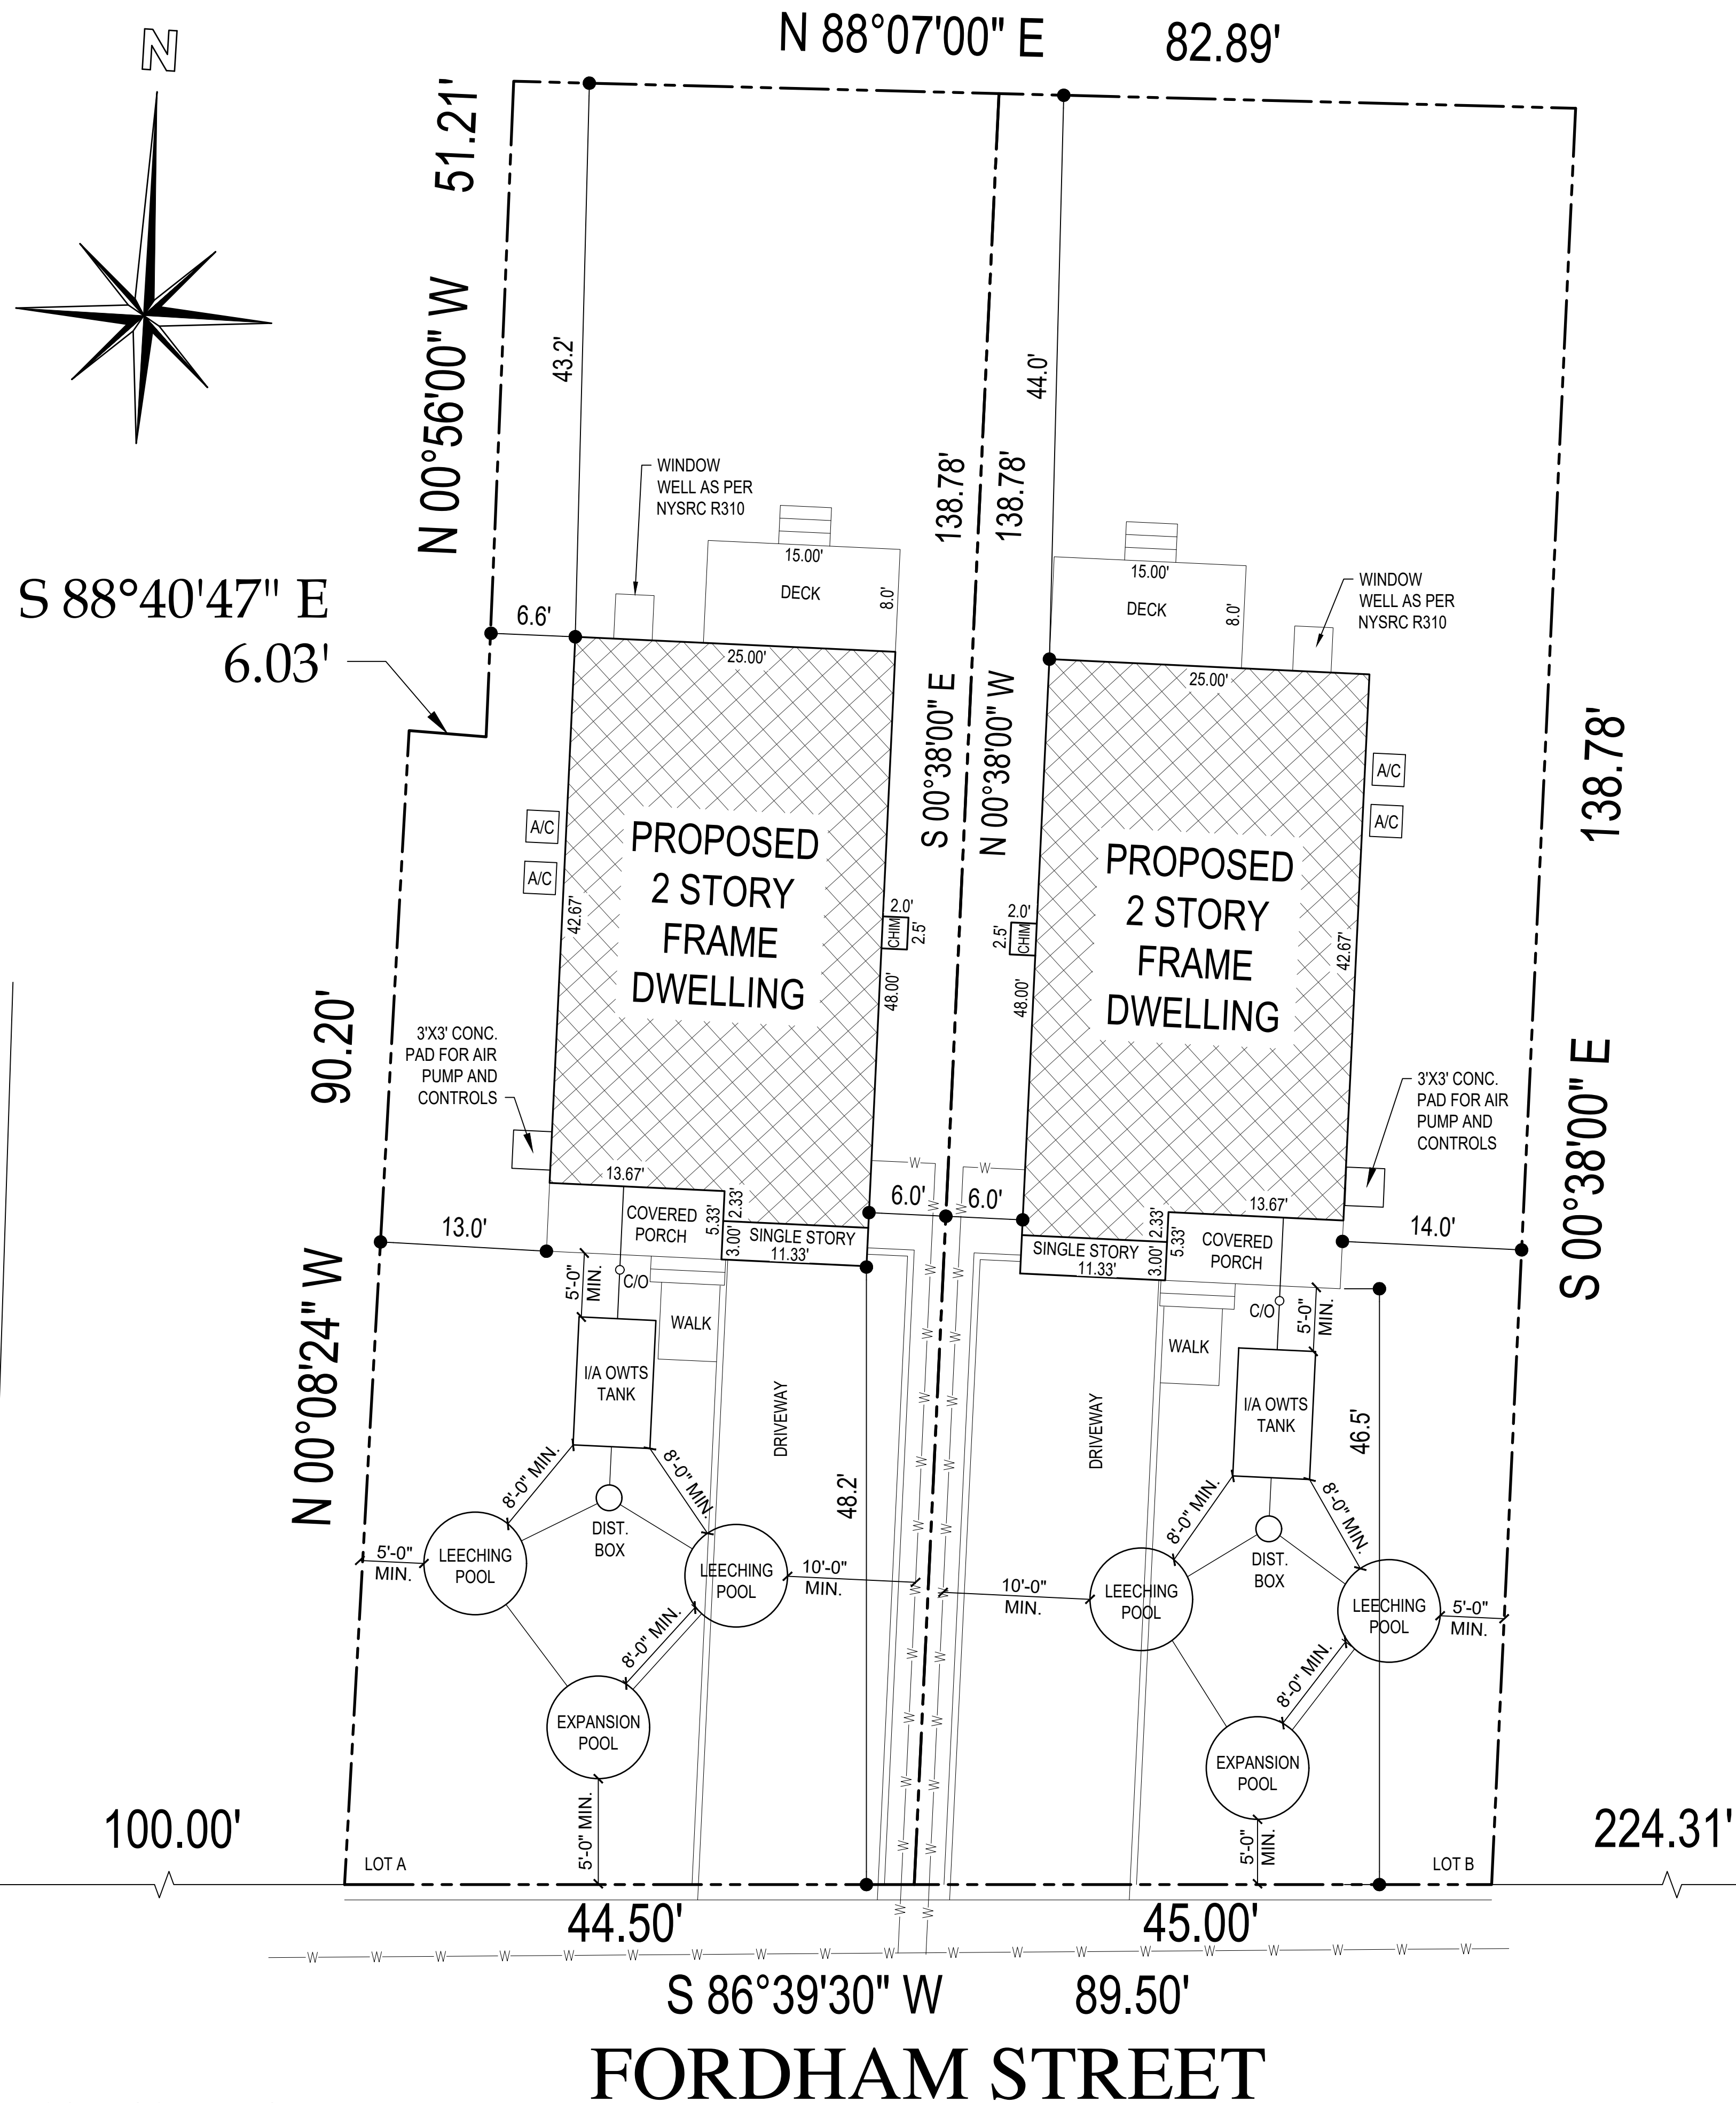 N
N 88°07'00" E
82.89'
51.21'
N 00°56'00" W
43.2'
44.0'
138.78'
138.78'
WINDOW
WELL AS PER
NYSRC R310
15.00'
DECK
8.0'
15.00'
DECK
8.0'
WINDOW
WELL AS PER
NYSRC R310
S 88°40'47" E
6.03'
6.6'
25.00'
25.00'
S 00°38'00" E
N 00°38'00" W
138.78'
S 00°38'00" E
A/C
A/C
A/C
A/C
PROPOSED
2 STORY
FRAME
DWELLING
PROPOSED
2 STORY
FRAME
DWELLING
42.67'
42.67'
2.0'
CHIM
2.5'
48.00'
2.0'
CHIM
2.5'
48.00'
90.20'
N 00°08'24" W
3'X3' CONC.
PAD FOR AIR
PUMP AND
CONTROLS
3'X3' CONC.
PAD FOR AIR
PUMP AND
CONTROLS
13.67'
2.33'
5.33'
3.00'
COVERED
PORCH
SINGLE STORY
11.33'
6.0'
6.0'
13.67'
2.33'
5.33'
3.00'
SINGLE STORY
11.33'
COVERED
PORCH
13.0'
14.0'
5'-0"
MIN.
C/O
WALK
I/A OWTS
TANK
DRIVEWAY
48.2'
C/O
5'-0"
MIN.
WALK
I/A OWTS
TANK
DRIVEWAY
46.5'
8'-0" MIN.
8'-0" MIN.
DIST.
BOX
LEECHING
POOL
LEECHING
POOL
5'-0"
MIN.
10'-0"
MIN.
8'-0" MIN.
EXPANSION
POOL
5'-0" MIN.
8'-0" MIN.
8'-0" MIN.
DIST.
BOX
10'-0"
MIN.
LEECHING
POOL
LEECHING
POOL
5'-0"
MIN.
8'-0" MIN.
EXPANSION
POOL
5'-0"
MIN.
W W W W W W W W W W W W
W W W W W W W W W W W W
100.00'
LOT A
LOT B
224.31'
44.50'
45.00'
W W W W W W W W W W W W W W W W W W W
S 86°39'30" W
89.50'
FORDHAM STREET